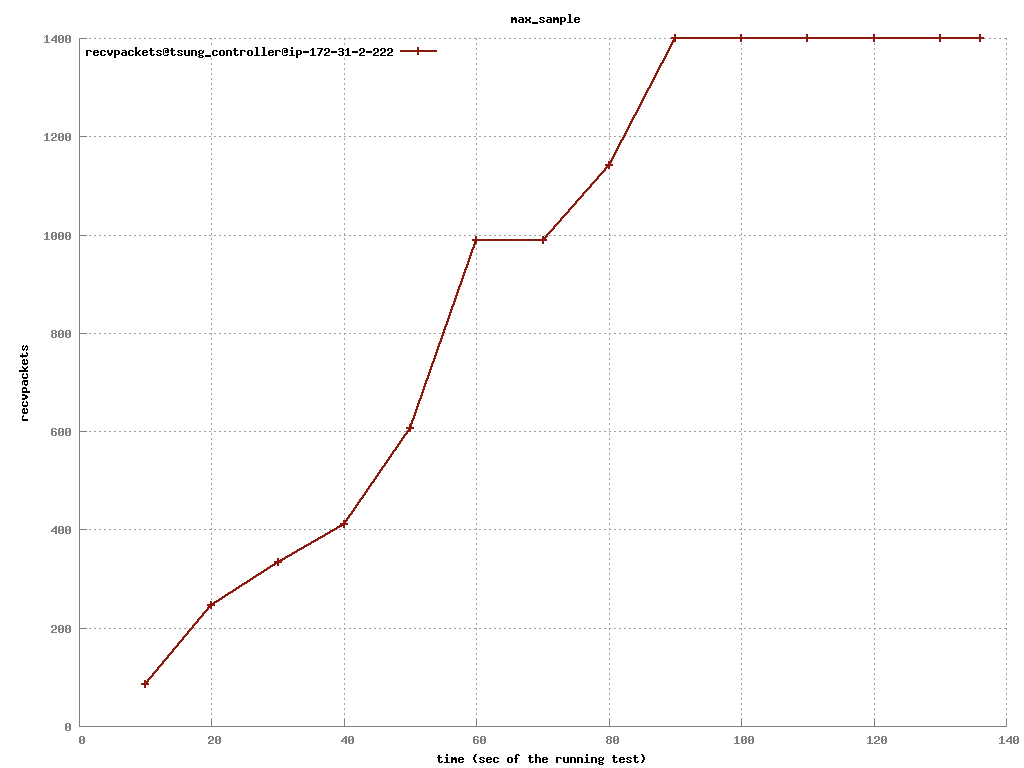 max_sample
recvpackets@tsung_controller@ip-172-31-2-222
1400
1200
1000
800
600
400
200
0
recvpackets
0 20 40 60 80 100 120 140
time (sec of the running test)